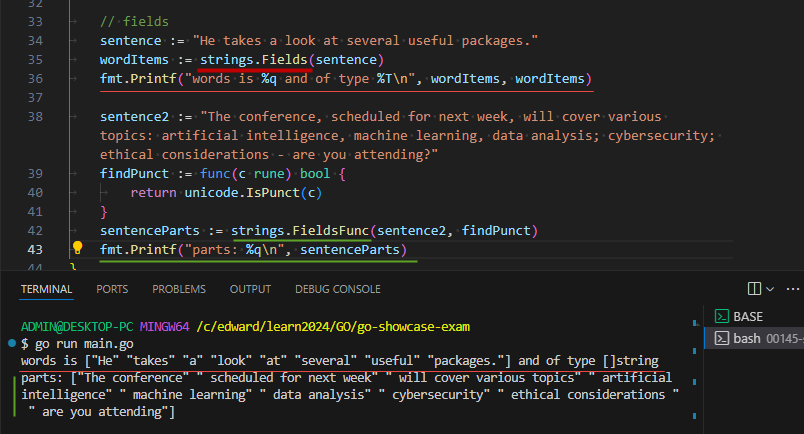 32
33 // fields
34 sentence := "He takes a look at several useful packages."
35 wordItems := strings.Fields(sentence)
36 fmt.Printf("words is %q and of type %T\n", wordItems, wordItems)
37
38 sentence2 := "The conference, scheduled for next week, will cover various
topics: artificial intelligence, machine learning, data analysis; cybersecurity;
ethical considerations - are you attending?"
39 findPunct := func(c rune) bool {
40 return unicode.IsPunct(c)
41 }
42 sentenceParts := strings.FieldsFunc(sentence2, findPunct)
43 fmt.Printf("parts: %q\n", sentenceParts)
44 }
TERMINAL PORTS PROBLEMS OUTPUT DEBUG CONSOLE
ADMIN@DESKTOP-PC MINGW64 /c/edward/learn2024/GO/go-showcase-exam
$ go run main.go
words is ["He" "takes" "a" "look" "at" "several" "useful" "packages."] and of type []string
parts: ["The conference" " scheduled for next week" " will cover various topics" " artificial
intelligence" " machine learning" " data analysis" " cybersecurity" " ethical considerations "
" are you attending"]
BASE
bash 00145-s